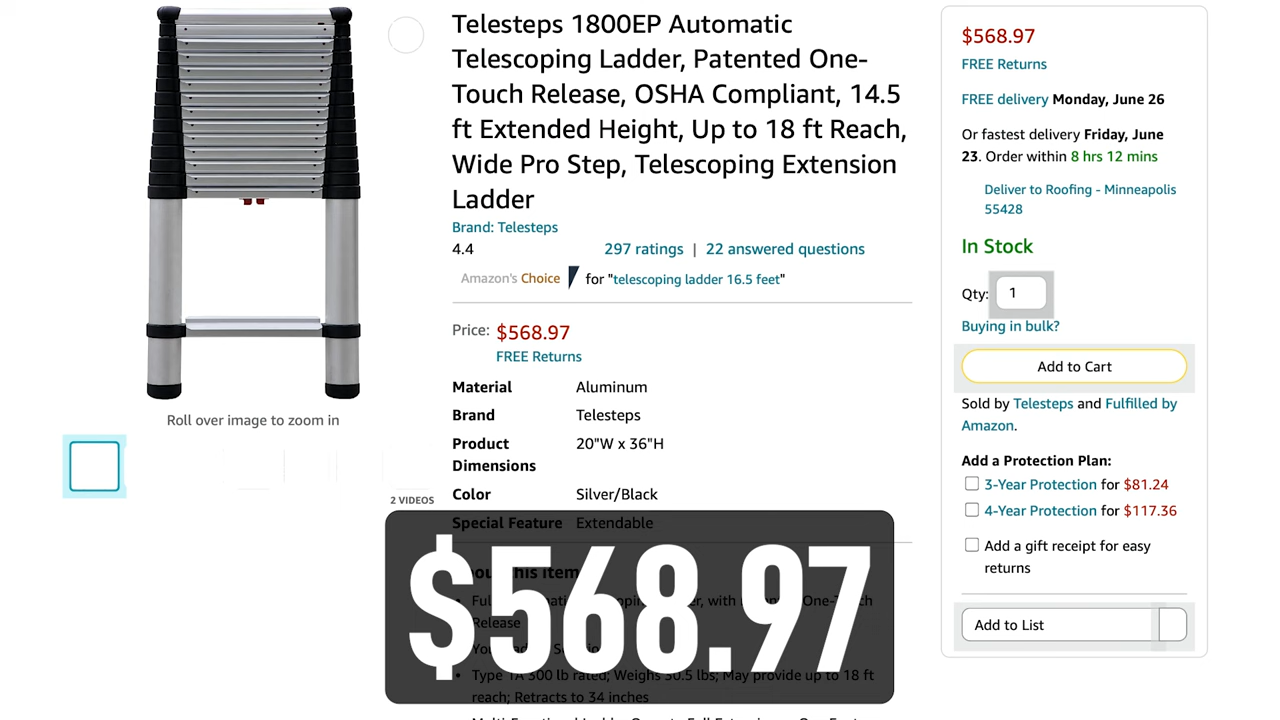 Telesteps 1800EP Automatic
Telescoping Ladder, Patented One-
Touch Release, OSHA Compliant, 14.5
ft Extended Height, Up to 18 ft Reach,
Wide Pro Step, Telescoping Extension
Ladder
Brand: Telesteps
4.4 297 ratings | 22 answered questions
Amazon's Choice for "telescoping ladder 16.5 feet"
Price: $568.97
FREE Returns
Material Aluminum
Brand Telesteps
Product Dimensions 20"W x 36"H
Color Silver/Black
Special Feature Extendable
Release
Type 1A 300 lb rated; Weighs 30.5 lbs; May provide up to 18 ft
reach; Retracts to 34 inches
$568.97
Roll over image to zoom in
2 VIDEOS
$568.97
FREE Returns
FREE delivery Monday, June 26
Or fastest delivery Friday, June
23. Order within 8 hrs 12 mins
Deliver to Roofing - Minneapolis
55428
In Stock
Qty: 1
Buying in bulk?
Add to Cart
Sold by Telesteps and Fulfilled by
Amazon.
Add a Protection Plan:
3-Year Protection for $81.24
4-Year Protection for $117.36
Add a gift receipt for easy
returns
Add to List